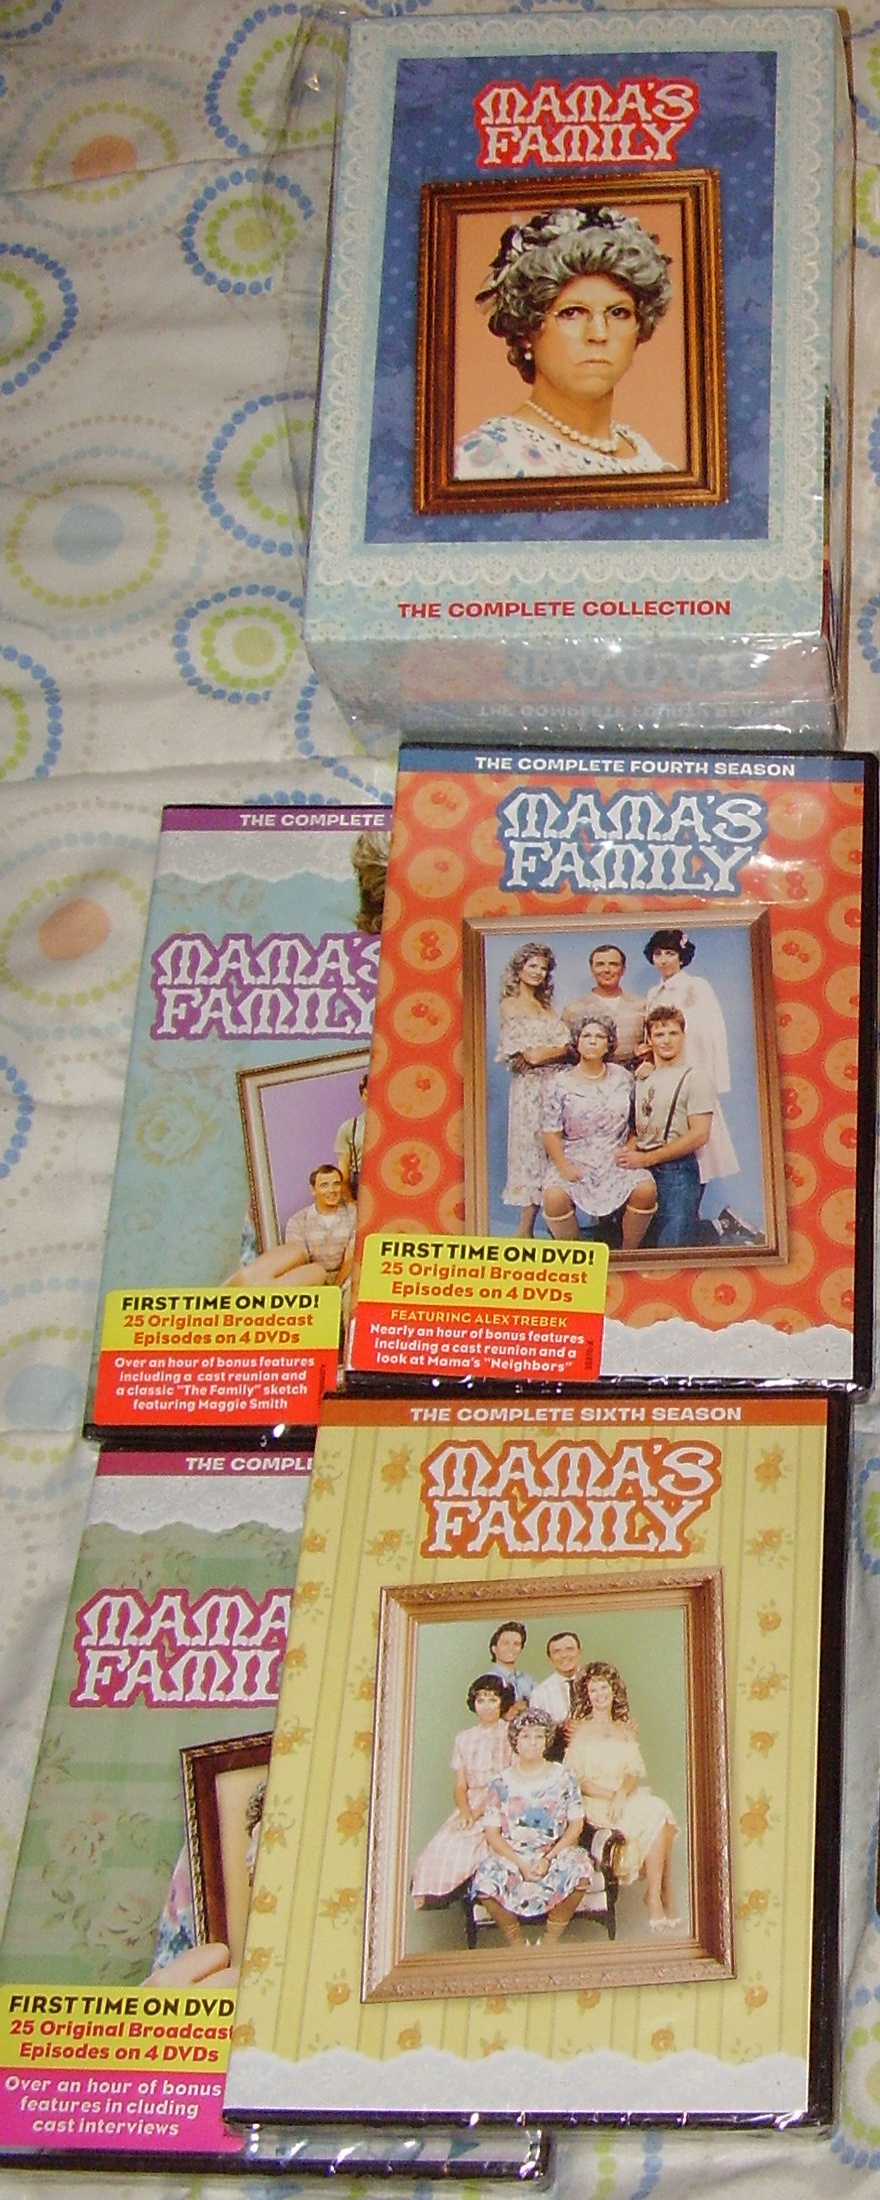 MAMA'S
FAMILY
THE COMPLETE COLLECTION
THE COMPLETE FOURTH SEASON
MAMA'S
FAMILY
FIRST TIME ON DVD!
25 Original Broadcast
Episodes on 4 DVDs
FEATURING ALEX TREBEK
Nearly an hour of bonus features
including a cast reunion and a
look at Mama's "Neighbors"
THE COMPLETE
MAMA'S
FAMILY
FIRST TIME ON DVD!
25 Original Broadcast
Episodes on 4 DVDs
Over an hour of bonus features
including a cast reunion and
a classic "The Family" sketch
featuring Maggie Smith
THE COMPLETE SIXTH SEASON
MAMA'S
FAMILY
THE COMPL
MAMA
FAMIL
FIRST TIME ON DVD
25 Original Broadcast
Episodes on 4 DVDs
Over an hour of bonus
features in cluding
cast interviews